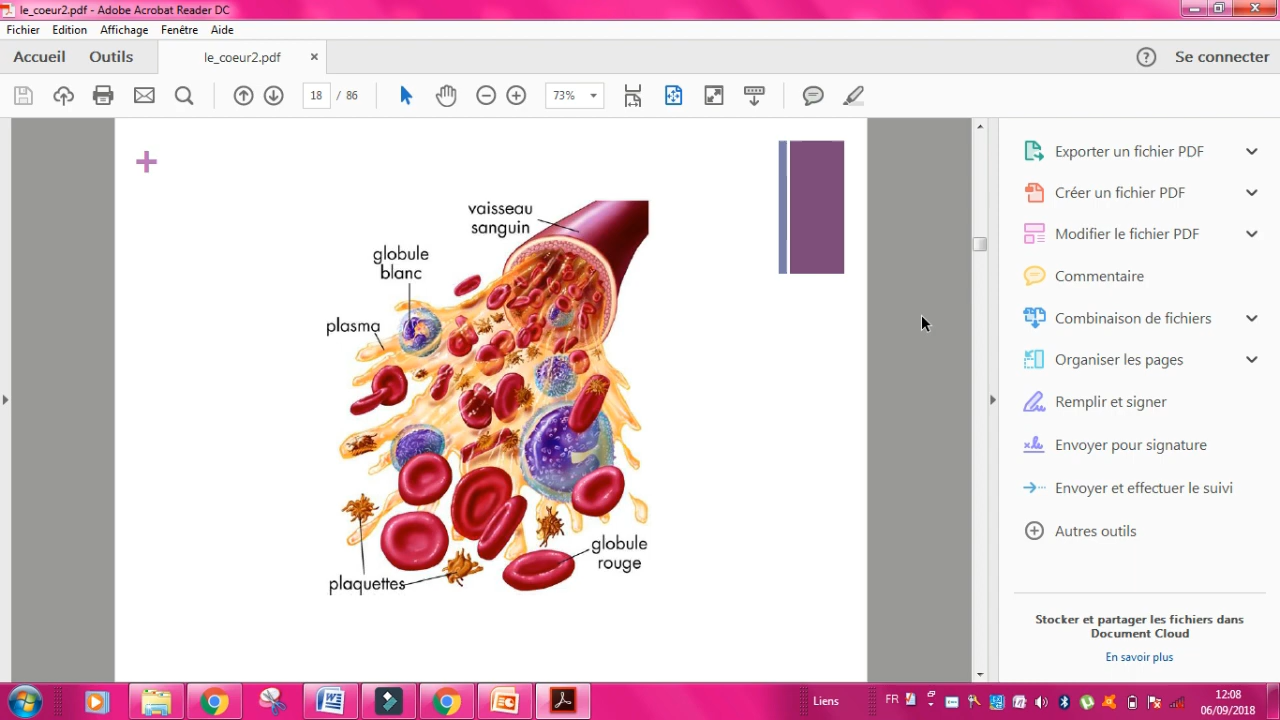 le_coeur2.pdf - Adobe Acrobat Reader DC
Fichier Edition Affichage Fenêtre Aide
Accueil Outils le_coeur2.pdf × ? Se connecter
18 / 86 73%
vaisseau
sanguin
globule
blanc
plasma
globule
rouge
plaquettes
Exporter un fichier PDF
Créer un fichier PDF
Modifier le fichier PDF
Commentaire
Combinaison de fichiers
Organiser les pages
Remplir et signer
Envoyer pour signature
Envoyer et effectuer le suivi
Autres outils
Stocker et partager les fichiers dans
Document Cloud
En savoir plus
Liens FR 12:08
06/09/2018